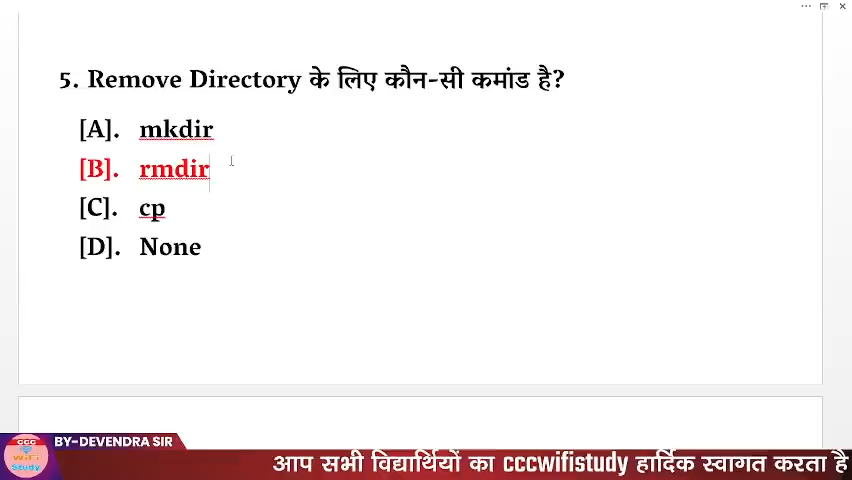 5. Remove Directory के लिए कौन-सी कमांड है?
[A]. mkdir
[B]. rmdir
[C]. cp
[D]. None
CCC
WiFi
Study
BY-DEVENDRA SIR
आप सभी विद्यार्थियों का cccwifistudy हार्दिक स्वागत करता है